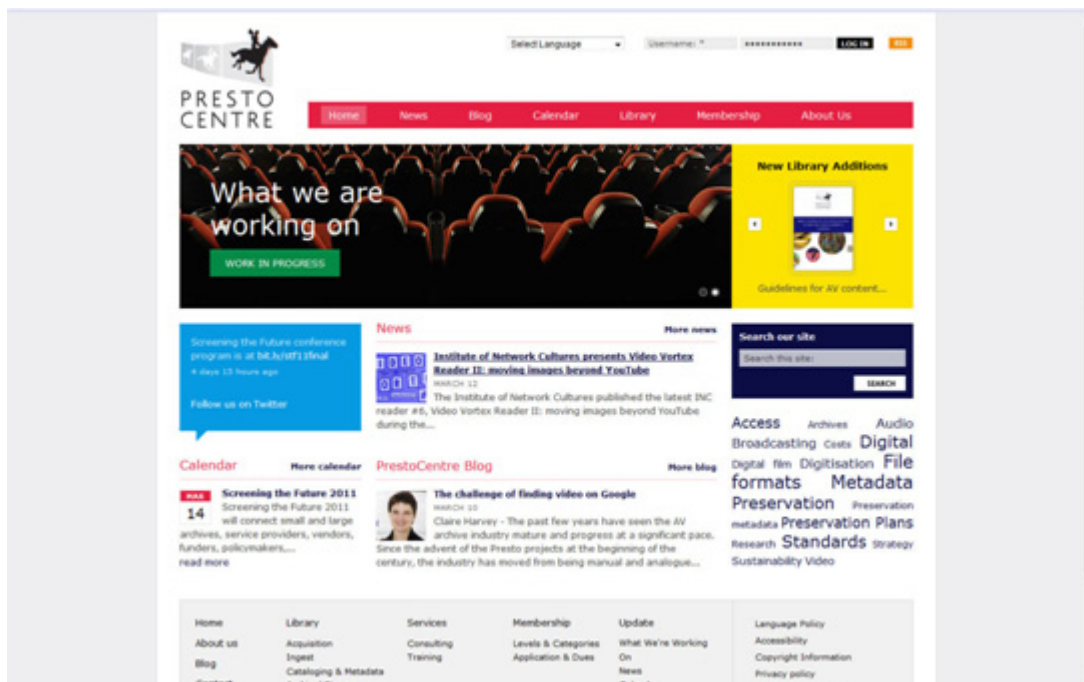 Select Language
Username: *
LOG IN
RSS
PRESTO
CENTRE
Home News Blog Calendar Library Membership About Us
What we are
working on
WORK IN PROGRESS
New Library Additions
Guidelines for AV content...
Screening the Future conference
program is at bit.ly/stf11final
4 days 15 hours ago
Follow us on Twitter
News More news
Institute of Network Cultures presents Video Vortex
Reader II: moving images beyond YouTube
MARCH 12
The Institute of Network Cultures published the latest INC
reader #6, Video Vortex Reader II: moving images beyond YouTube
during the...
Search our site
Search this site:
SEARCH
Calendar More calendar
MAR
14
Screening the Future 2011
Screening the Future 2011
will connect small and large
archives, service providers, vendors,
funders, policymakers,...
read more
PrestoCentre Blog More blog
The challenge of finding video on Google
MARCH 10
Claire Harvey - The past few years have seen the AV
archive industry mature and progress at a significant pace.
Since the advent of the Presto projects at the beginning of the
century, the industry has moved from being manual and analogue...
Access Archives Audio
Broadcasting Costs Digital
Digital film Digitisation File
formats Metadata
Preservation Preservation
metadata Preservation Plans
Research Standards Strategy
Sustainability Video
Home
About us
Blog
Library
Acquisition
Ingest
Cataloging & Metadata
Services
Consulting
Training
Membership
Levels & Categories
Application & Dues
Update
What We're Working
On
News
Language Policy
Accessibility
Copyright Information
Privacy policy